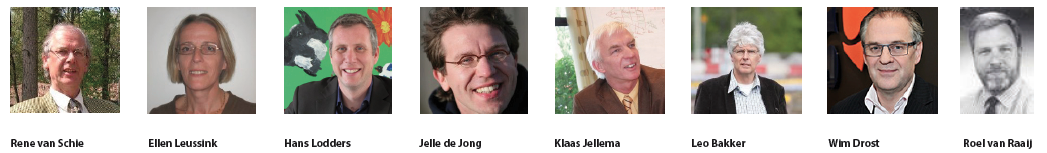 Rene van Schie Ellen Leussink Hans Lodders Jelle de Jong Klaas Jellema Leo Bakker Wim Drost Roel van Raaij